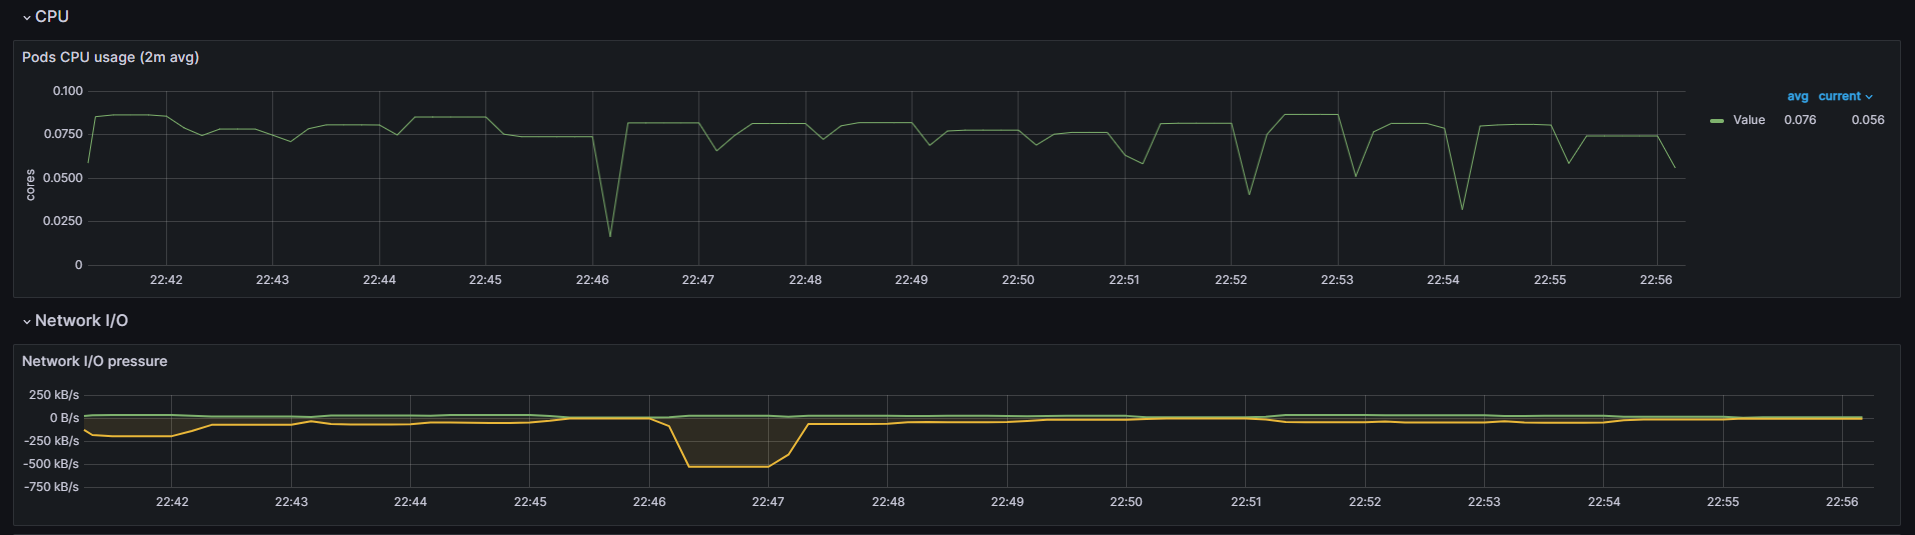 CPU
Pods CPU usage (2m avg)
0.100
0.0750
0.0500
0.0250
0
cores
22:42 22:43 22:44 22:45 22:46 22:47 22:48 22:49 22:50 22:51 22:52 22:53 22:54 22:55 22:56
avg current
Value 0.076 0.056
Network I/O
Network I/O pressure
250 kB/s
0 B/s
-250 kB/s
-500 kB/s
-750 kB/s
22:42 22:43 22:44 22:45 22:46 22:47 22:48 22:49 22:50 22:51 22:52 22:53 22:54 22:55 22:56